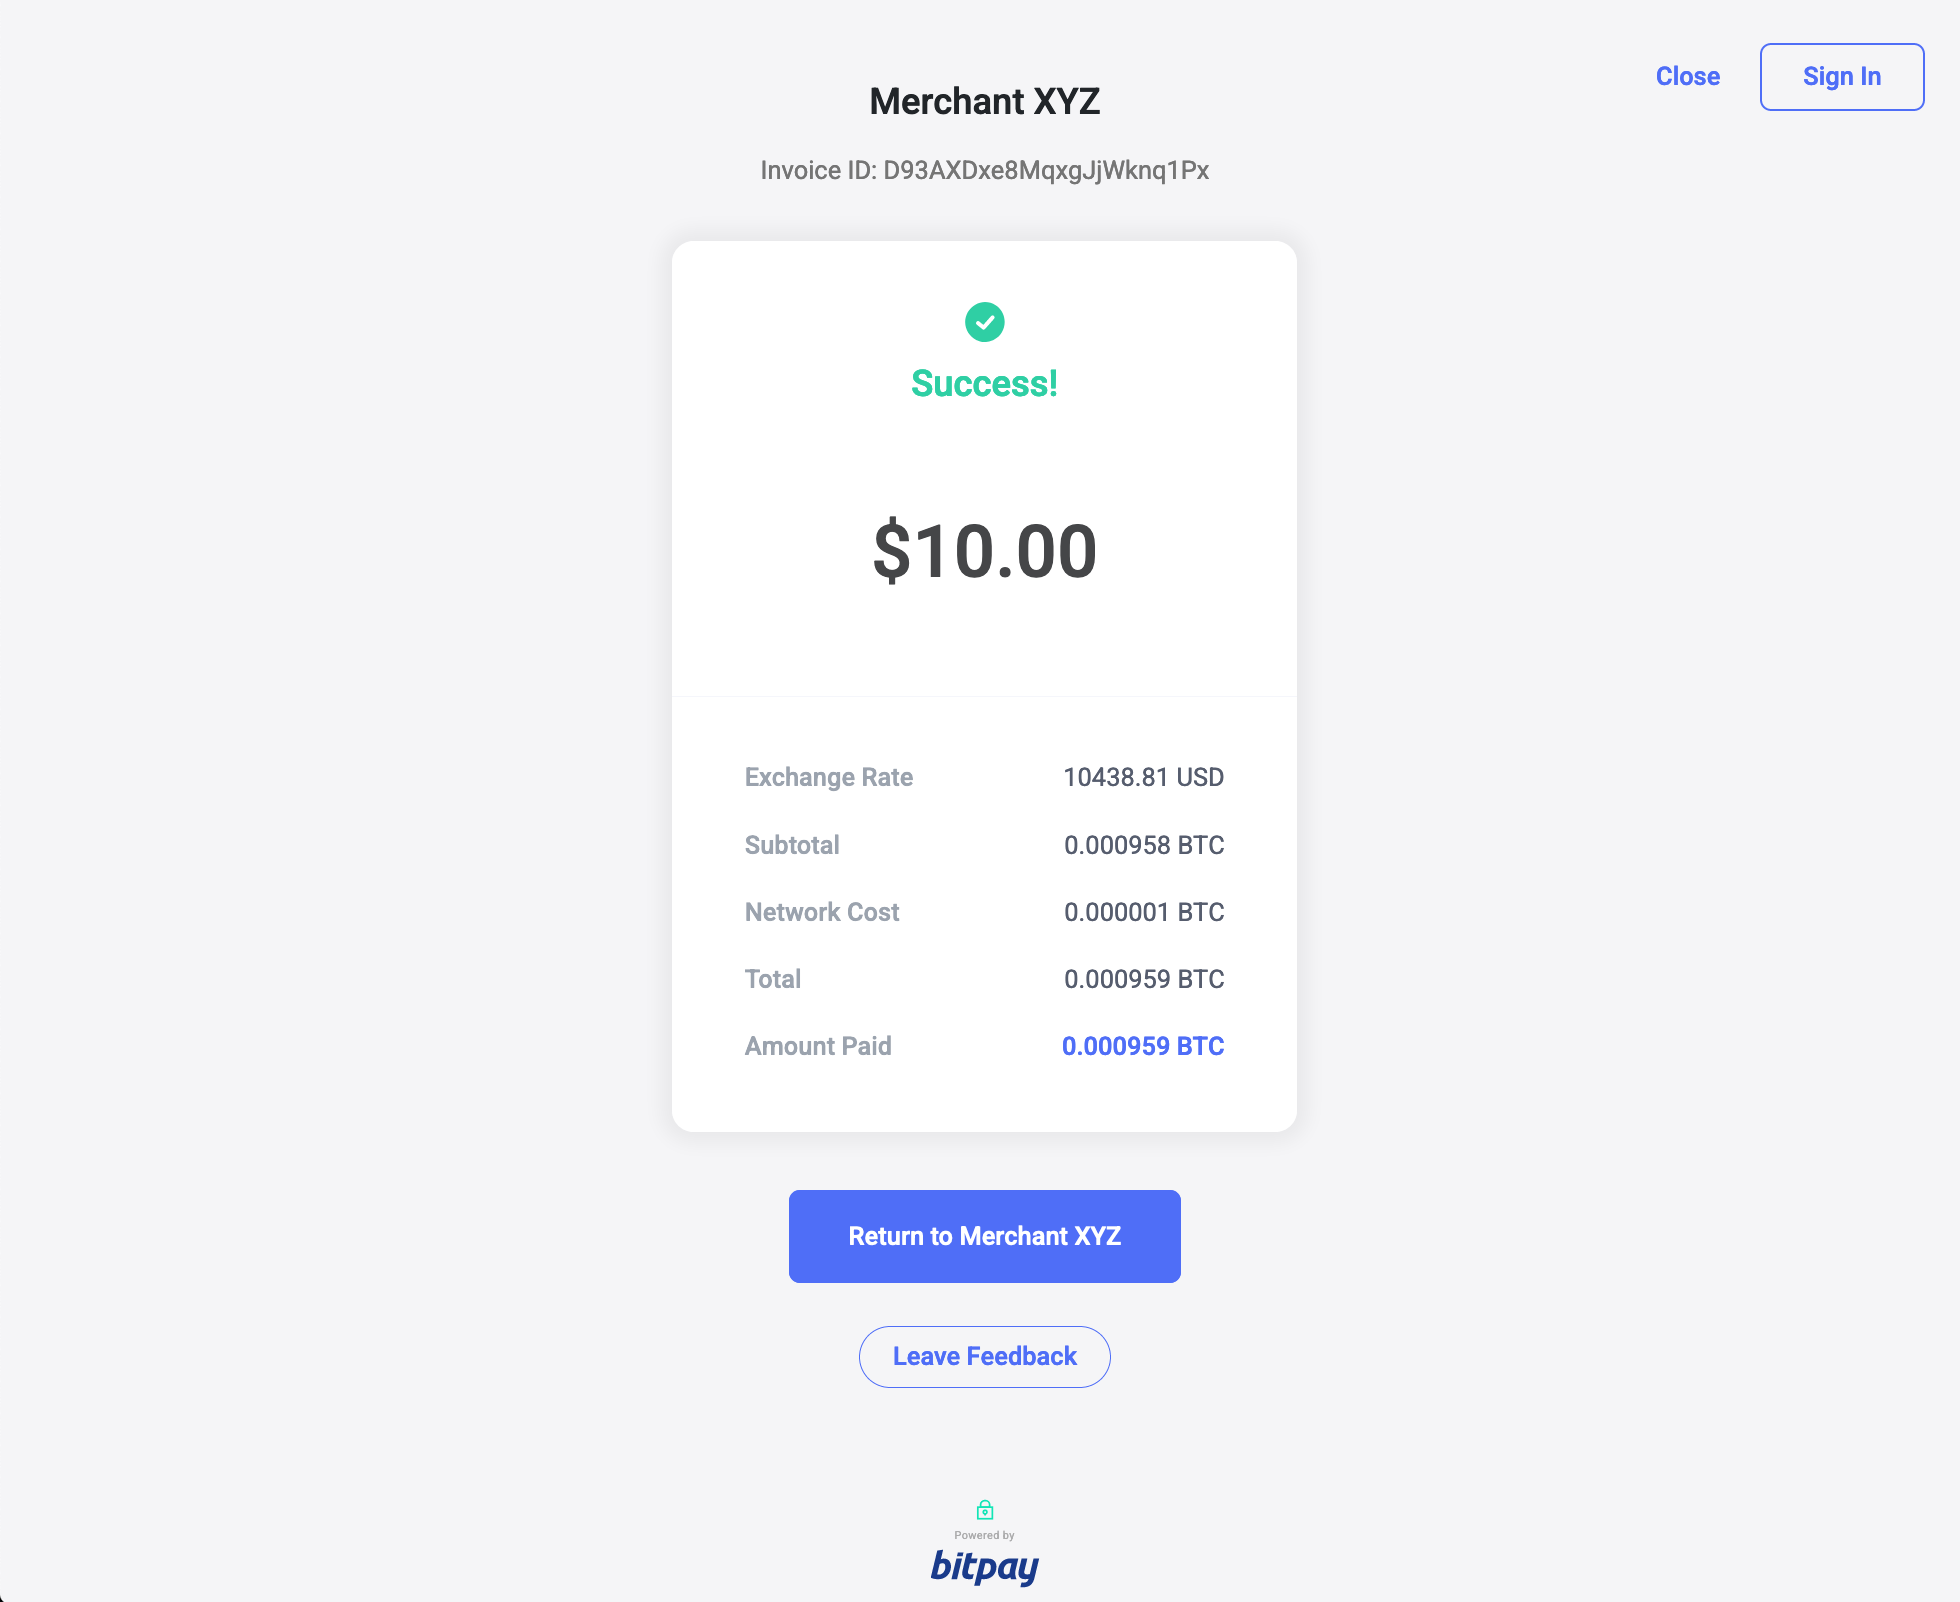 Close
Sign In
Merchant XYZ
Invoice ID: D93AXDxe8MqxgJjWknq1Px
Success!
$10.00
Exchange Rate 10438.81 USD
Subtotal 0.000958 BTC
Network Cost 0.000001 BTC
Total 0.000959 BTC
Amount Paid 0.000959 BTC
Return to Merchant XYZ
Leave Feedback
Powered by
bitpay